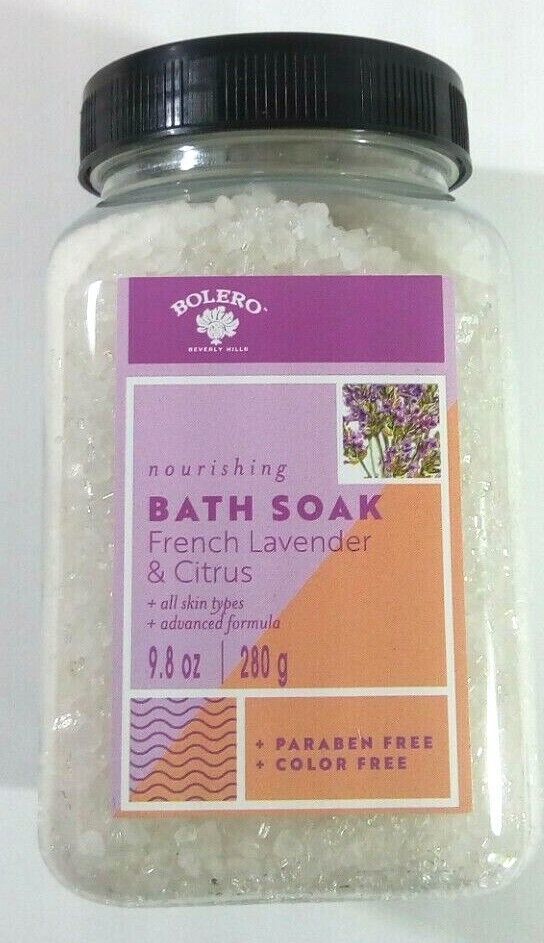 BOLERO™
BEVERLY HILLS
nourishing
BATH SOAK
French Lavender
& Citrus
+ all skin types
+ advanced formula
9.8 oz | 280 g
+ PARABEN FREE
+ COLOR FREE